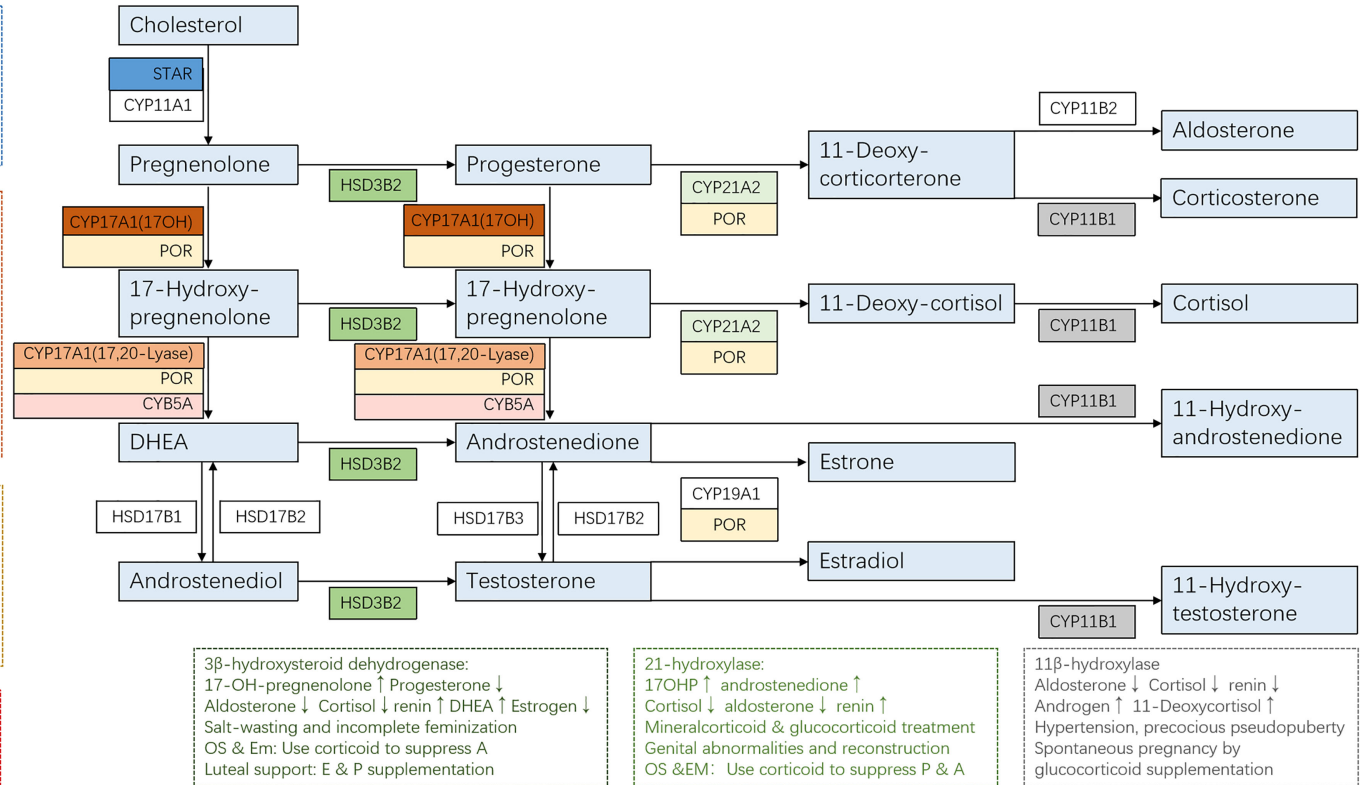 Cholesterol
STAR
CYP11A1
CYP11B2
Aldosterone
Pregnenolone
Progesterone
11-Deoxy-
corticorterone
HSD3B2
CYP21A2
POR
Corticosterone
CYP11B1
CYP17A1(17OH)
POR
CYP17A1(17OH)
POR
17-Hydroxy-
pregnenolone
17-Hydroxy-
pregnenolone
11-Deoxy-cortisol
Cortisol
HSD3B2
CYP21A2
POR
CYP11B1
CYP17A1(17,20-Lyase)
POR
CYB5A
CYP17A1(17,20-Lyase)
POR
CYB5A
CYP11B1
11-Hydroxy-
androstenedione
DHEA
Androstenedione
HSD3B2
Estrone
CYP19A1
POR
HSD17B1
HSD17B2
HSD17B3
HSD17B2
Estradiol
Androstenediol
Testosterone
HSD3B2
11-Hydroxy-
testosterone
CYP11B1
3β-hydroxysteroid dehydrogenase:
17-OH-pregnenolone ↑ Progesterone ↓
Aldosterone ↓ Cortisol ↓ renin ↑ DHEA ↑ Estrogen ↓
Salt-wasting and incomplete feminization
OS & Em: Use corticoid to suppress A
Luteal support: E & P supplementation
21-hydroxylase:
17OHP ↑ androstenedione ↑
Cortisol ↓ aldosterone ↓ renin ↑
Mineralcorticoid & glucocorticoid treatment
Genital abnormalities and reconstruction
OS &EM: Use corticoid to suppress P & A
11β-hydroxylase
Aldosterone ↓ Cortisol ↓ renin ↓
Androgen ↑ 11-Deoxycortisol ↑
Hypertension, precocious pseudopuberty
Spontaneous pregnancy by
glucocorticoid supplementation